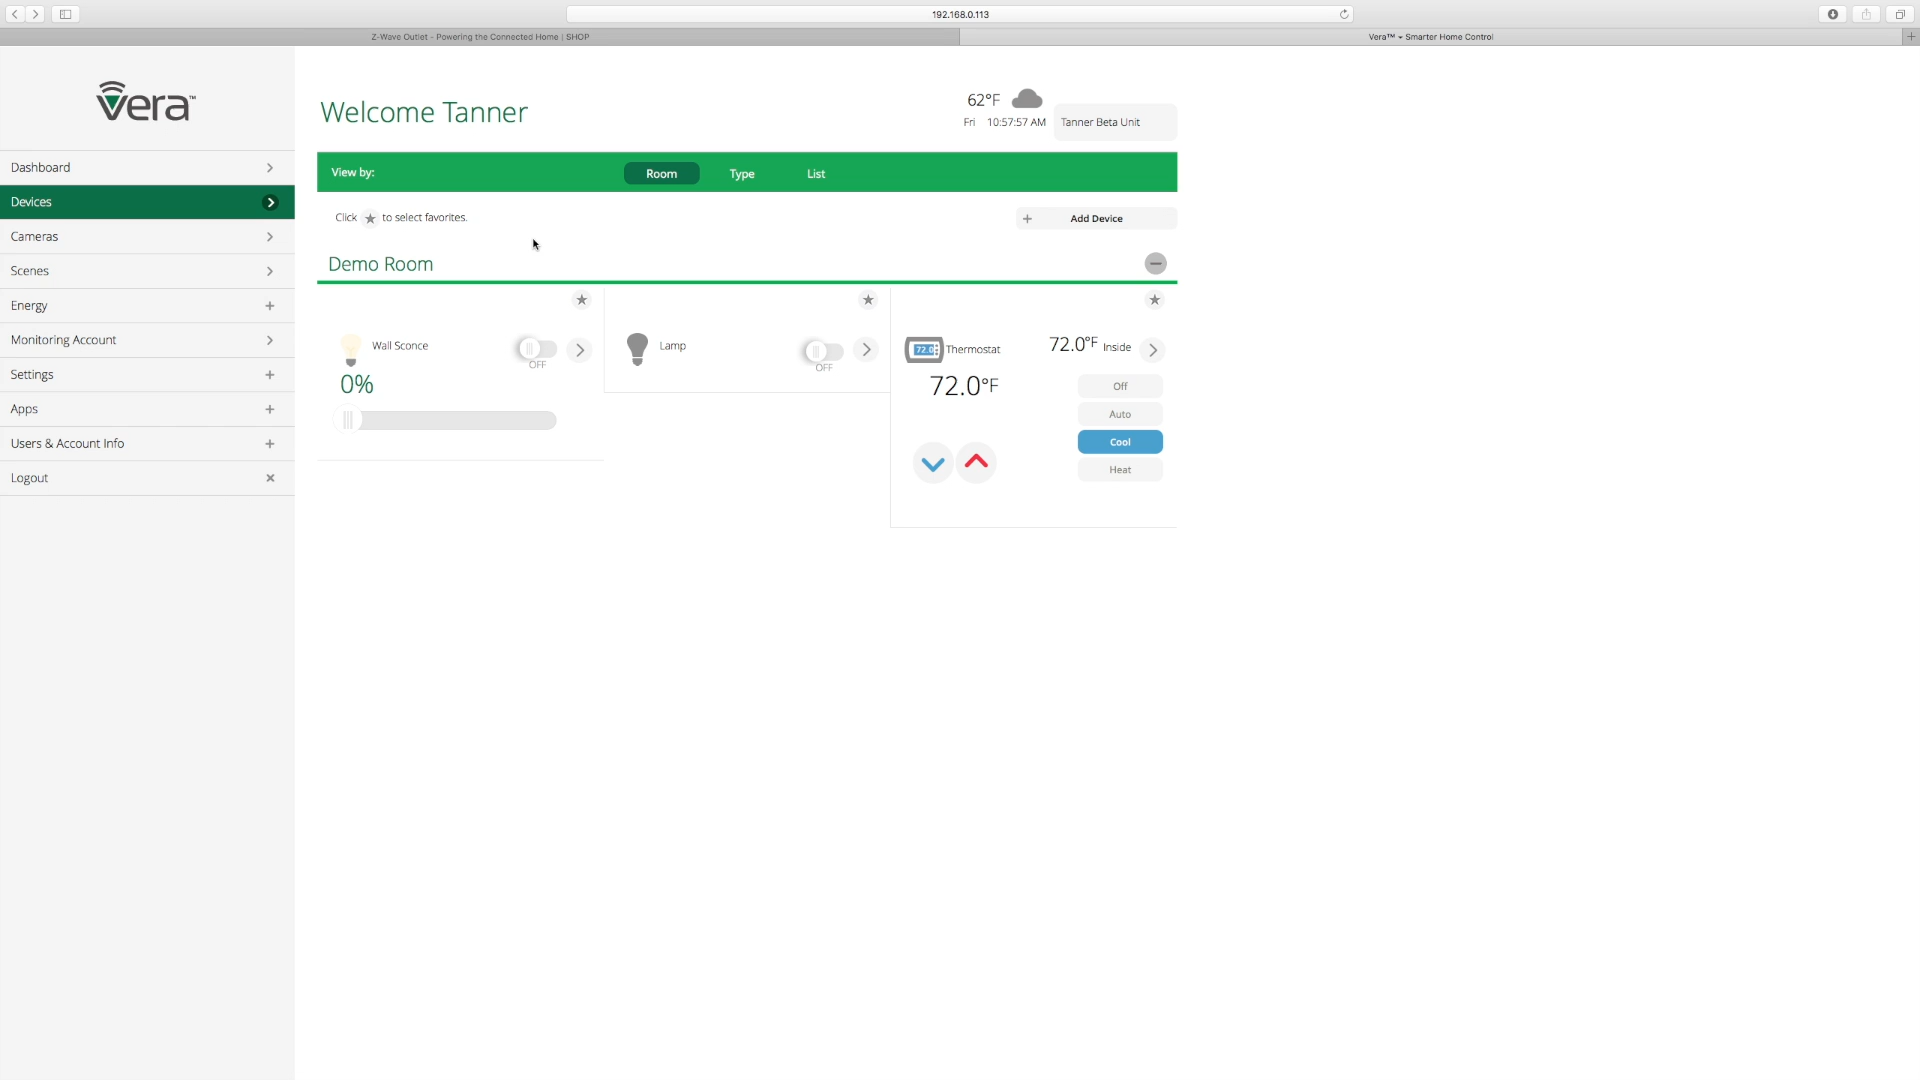 192.168.0.113
Z-Wave Outlet - Powering the Connected Home | SHOP
Vera™ - Smarter Home Control
vera™
Dashboard
Devices
Cameras
Scenes
Energy
Monitoring Account
Settings
Apps
Users & Account Info
Logout
Welcome Tanner
62°F
Fri 10:57:57 AM
Tanner Beta Unit
View by:
Room
Type
List
Click ★ to select favorites.
+ Add Device
Demo Room
Wall Sconce
OFF
0%
Lamp
OFF
72.0
Thermostat
72.0°F Inside
72.0°F
Off
Auto
Cool
Heat